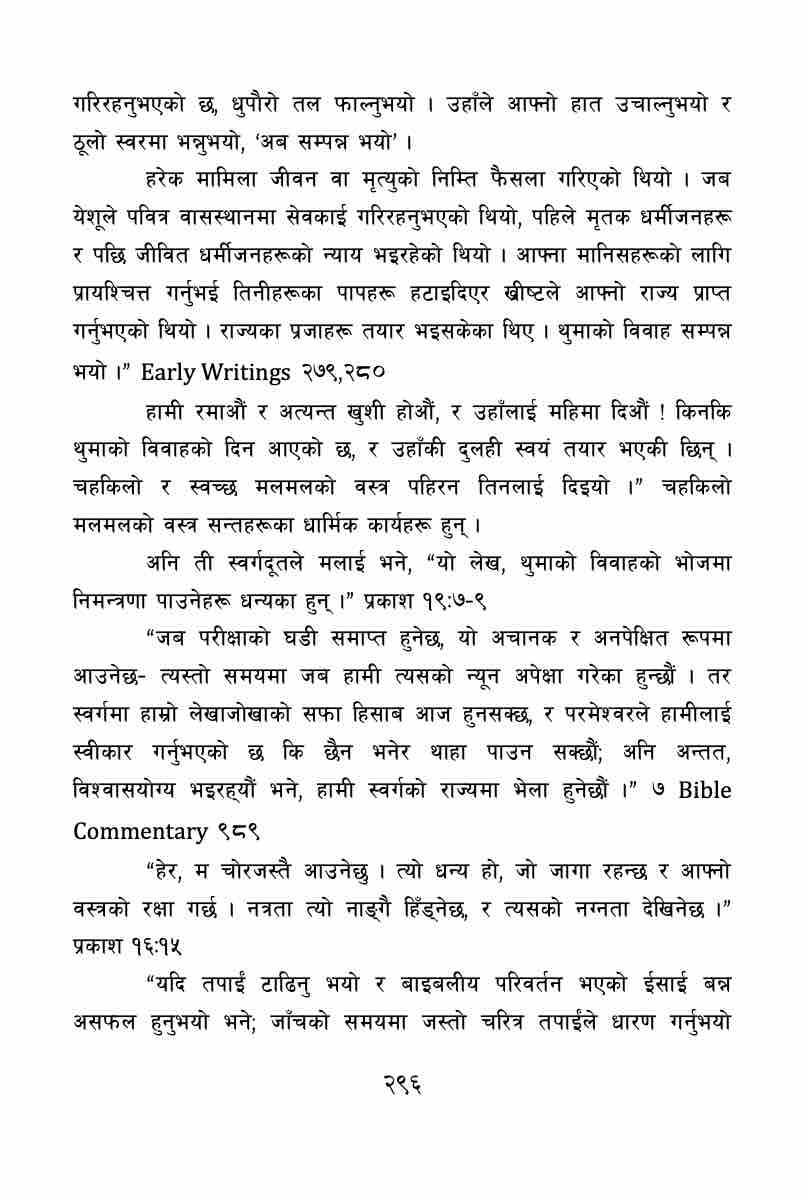 गरिरहनुभएको छ, धुपौरो तल फाल्नुभयो । उहाँले आफ्नो हात उचाल्नुभयो र
ठूलो स्वरमा भन्नुभयो, ‘अब सम्पन्न भयो’ ।
हरेक मामिला जीवन वा मृत्युको निम्ति फैसला गरिएको थियो । जब
येशूले पवित्र वासस्थानमा सेवकाई गरिरहनुभएको थियो, पहिले मृतक धर्मीजनहरू
र पछि जीवित धर्मीजनहरूको न्याय भइरहेको थियो । आफ्ना मानिसहरूको लागि
प्रायश्चित्त गर्नुभई तिनीहरूका पापहरू हटाइदिएर ख्रीष्टले आफ्नो राज्य प्राप्त
गर्नुभएको थियो । राज्यका प्रजाहरू तयार भइसकेका थिए । थुमाको विवाह सम्पन्न
भयो ।” Early Writings २७९,२८०
हामी रमाऔं र अत्यन्त खुशी होऔं, र उहाँलाई महिमा दिऔं ! किनकि
थुमाको विवाहको दिन आएको छ, र उहाँकी दुलही स्वयं तयार भएकी छिन् ।
चहकिलो र स्वच्छ मलमलको वस्त्र पहिरन तिनलाई दिइयो ।” चहकिलो
मलमलको वस्त्र सन्तहरूका धार्मिक कार्यहरू हुन् ।
अनि ती स्वर्गदूतले मलाई भने, “यो लेख, थुमाको विवाहको भोजमा
निमन्त्रणा पाउनेहरू धन्यका हुन् ।” प्रकाश १९:७-९
“जब परीक्षाको घडी समाप्त हुनेछ, यो अचानक र अनपेक्षित रूपमा
आउनेछ- त्यस्तो समयमा जब हामी त्यसको न्यून अपेक्षा गरेका हुन्छौं । तर
स्वर्गमा हाम्रो लेखाजोखाको सफा हिसाब आज हुनसक्छ, र परमेश्वरले हामीलाई
स्वीकार गर्नुभएको छ कि छैन भनेर थाहा पाउन सक्छौं; अनि अन्तत,
विश्वासयोग्य भइरह्यौं भने, हामी स्वर्गको राज्यमा भेला हुनेछौं ।” ७ Bible
Commentary ९८९
“हेर, म चोरजस्तै आउनेछु । त्यो धन्य हो, जो जागा रहन्छ र आफ्नो
वस्त्रको रक्षा गर्छ । नत्रता त्यो नाङ्गै हिँड्नेछ, र त्यसको नग्नता देखिनेछ ।”
प्रकाश १६:१५
“यदि तपाईं टाढिनु भयो र बाइबलीय परिवर्तन भएको ईसाई बन्न
असफल हुनुभयो भने; जाँचको समयमा जस्तो चरित्र तपाईंले धारण गर्नुभयो
२९६